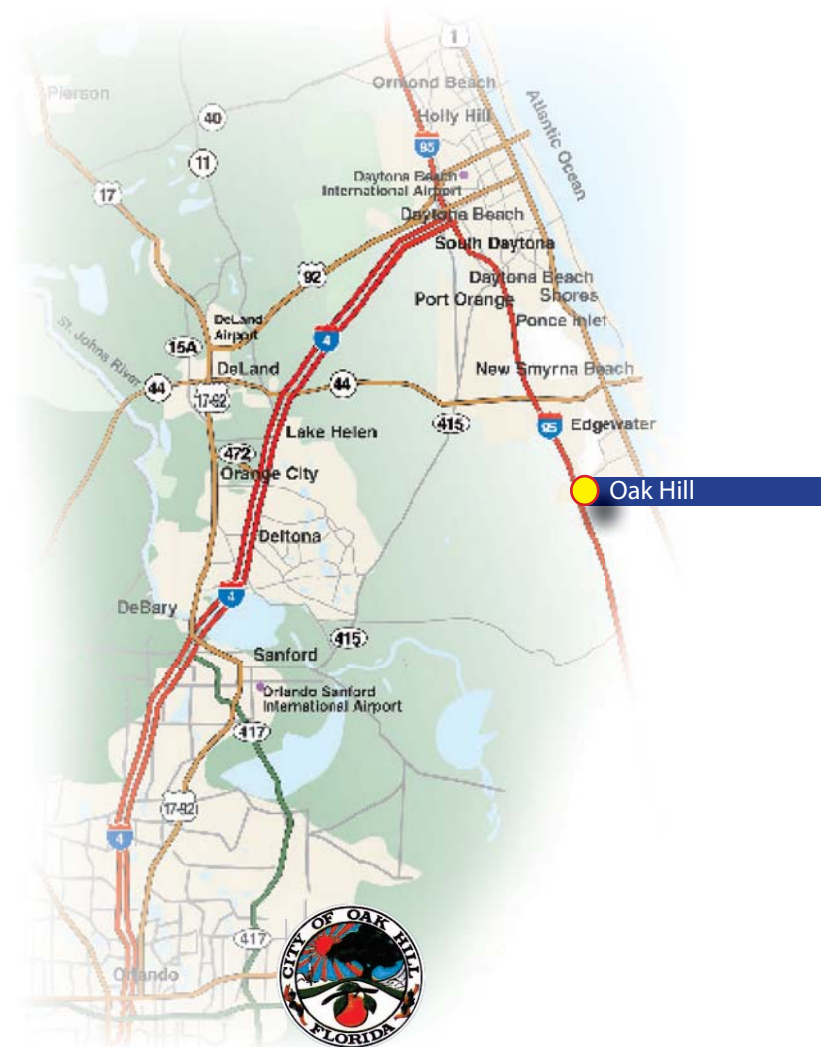 1
Ormond Beach
Pierson
Atlantic Ocean
40
Holly Hill
95
11
Daytona Beach
International Airport
17
Daytona Beach
South Daytona
92
Daytona Beach
Shores
Port Orange
Ponce Inlet
St. Johns River
DeLand
Airport
4
15A
DeLand
New Smyrna Beach
44
44
17-92
415
95
Edgewater
Lake Helen
472
Orange City
Oak Hill
Deltona
4
DeBary
415
Sanford
Orlando Sanford
International Airport
417
17-92
4
417
Orlando
CITY OF OAK HILL
FLORIDA